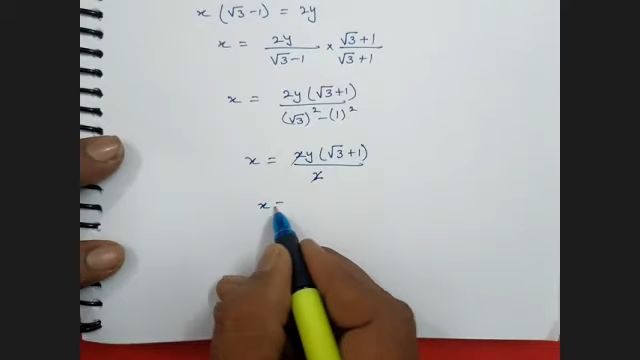 x (√3-1) = 2y
x = 2y / √3-1 × √3+1 / √3+1
x = 2y (√3+1) / (√3)² - (1)²
x = 2y (√3+1) / 2
x =